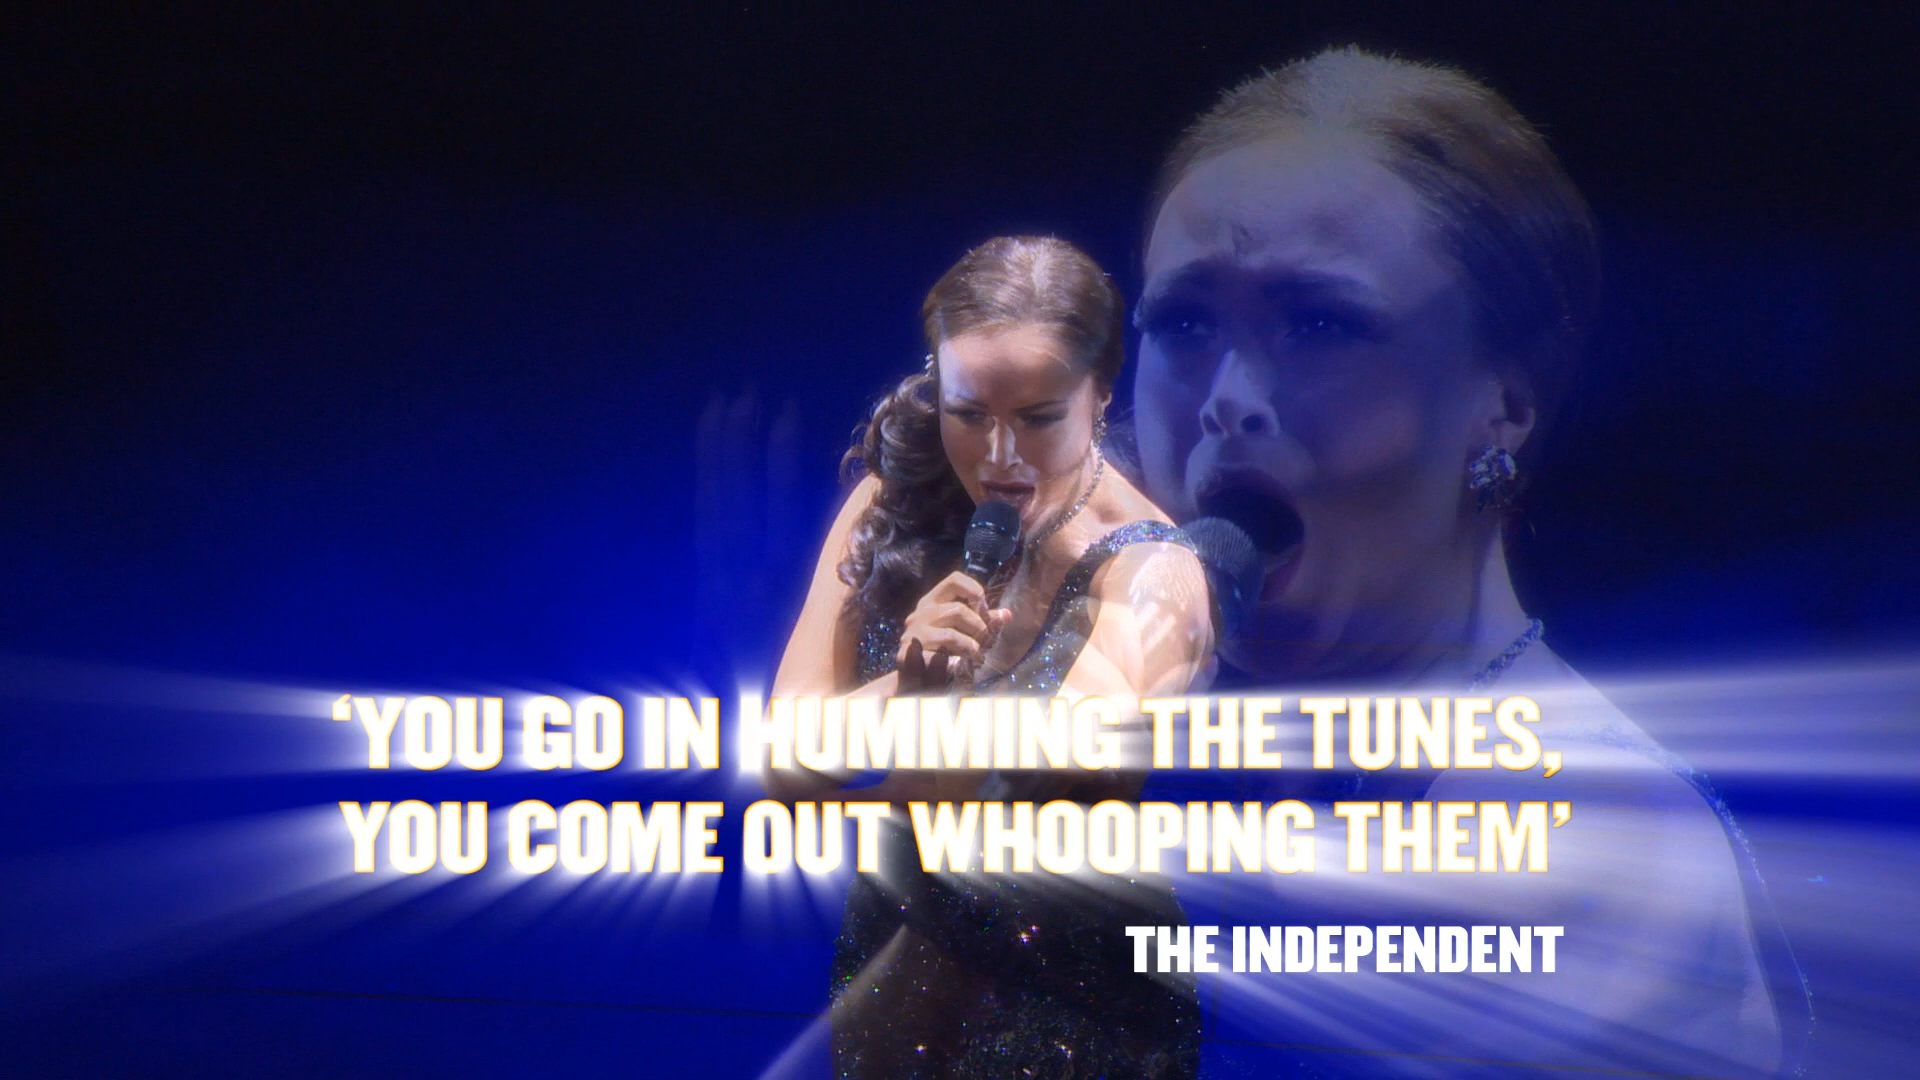 ‘YOU GO IN HUMMING THE TUNES,
YOU COME OUT WHOOPING THEM’
THE INDEPENDENT